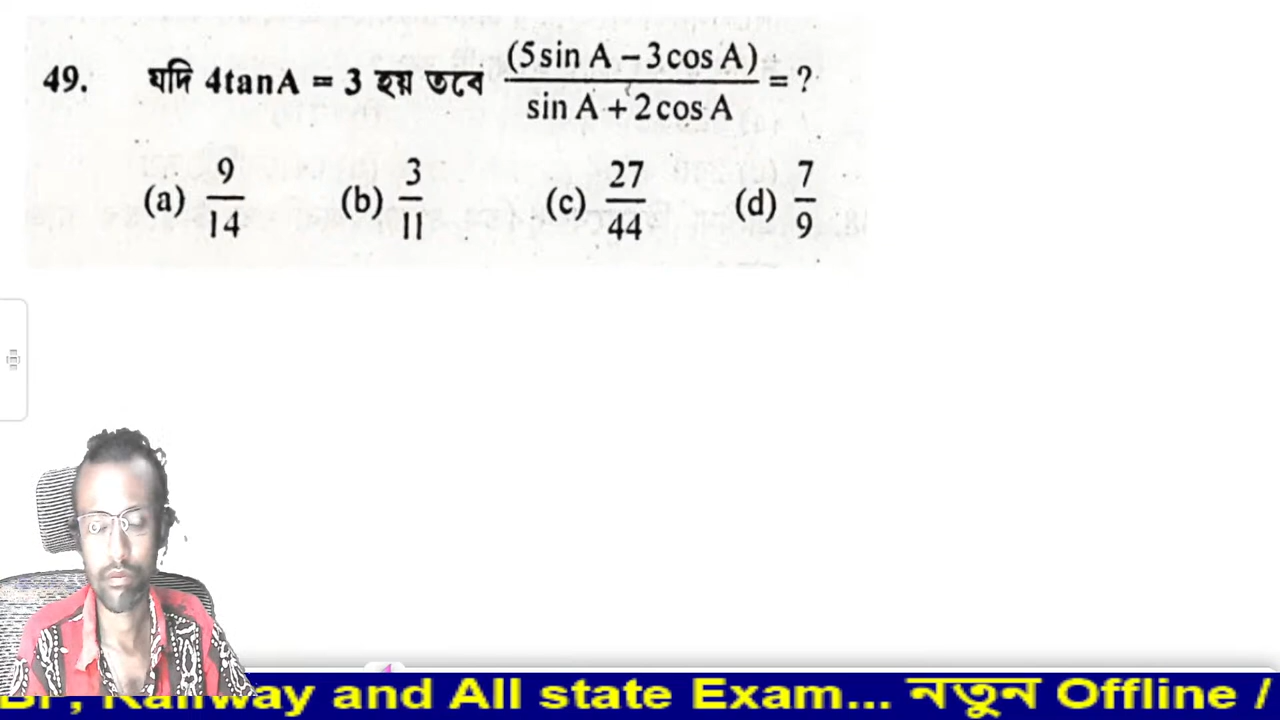 49. যদি 4tanA = 3 হয় তবে (5sin A – 3cos A) / sin A + 2cos A = ?
(a) 9/14 (b) 3/11 (c) 27/44 (d) 7/9
Railway and All state Exam... নতুন Offline /